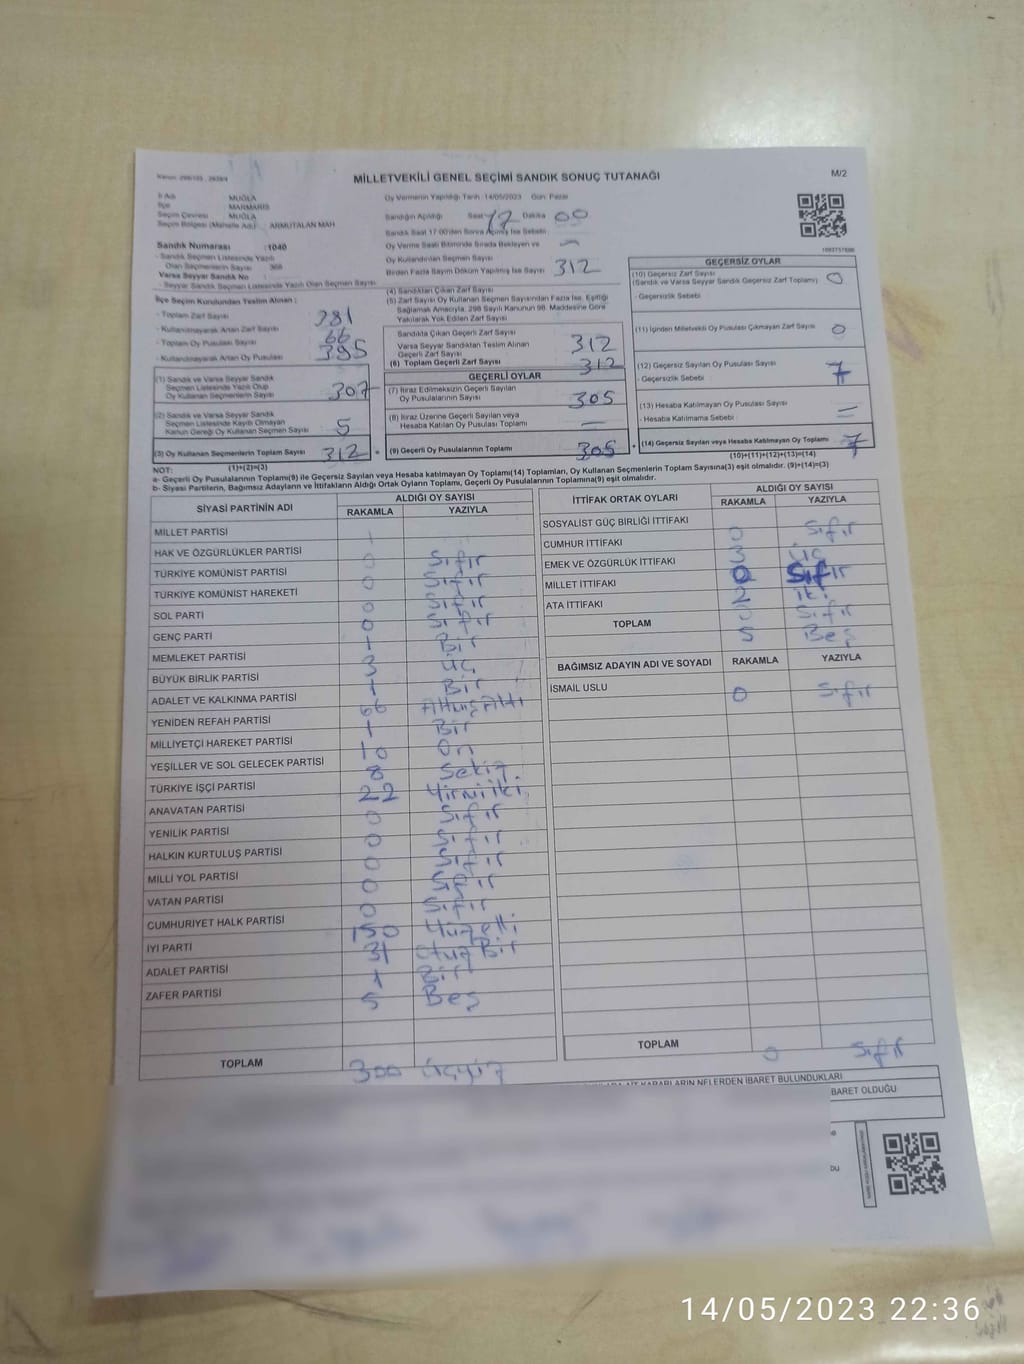 MİLLETVEKİLİ GENEL SEÇİMİ SANDIK SONUÇ TUTANAĞI
M/2
İl Adı MUĞLA
İlçe MARMARİS
Seçim Çevresi MUĞLA
Seçim Bölgesi (Mahalle Adı) ARMUTALAN MAH
Sandık Numarası :1040
- Sandık Seçmen Listesinde Yazılı
Olan Seçmenlerin Sayısı
Varsa Seyyar Sandık No
- Seyyar Sandık Seçmen Listesinde Yazılı Olan Seçmen Sayısı
İlçe Seçim Kurulundan Teslim Alınan :
- Toplam Zarf Sayısı 381
- Kullanılmayarak Artan Zarf Sayısı 66
- Toplam Oy Pusulası Sayısı 395
- Kullanılmayarak Artan Oy Pusulası
(1) Sandık ve Varsa Seyyar Sandık
Seçmen Listesinde Yazılı Olup
Oy Kullanan Seçmenlerin Sayısı 307
(2) Sandık ve Varsa Seyyar Sandık
Seçmen Listesinde Kayıtlı Olmayan
Kanun Gereği Oy Kullanan Seçmen Sayısı 5
(3) Oy Kullanan Seçmenlerin Toplam Sayısı 312
Oy Vermenin Yapıldığı Tarih :14/05/2023 Gün: Pazar
Sandığın Açıldığı Saat 17 Dakika 00
Sandık Saat 17:00'den Sonra Açılmış İse Sebebi
Oy Verme Saati Bitiminde Sırada Bekleyen ve
Oy Kullandırılan Seçmen Sayısı
Birden Fazla Sayım Döküm Yapılmış İse Sayısı
312
(4) Sandıktan Çıkan Zarf Sayısı
(5) Zarf Sayısı Oy Kullanan Seçmen Sayısından Fazla İse, Eşitliği
Sağlamak Amacıyla, 298 Sayılı Kanunun 98. Maddesine Göre
Yakılarak Yok Edilen Zarf Sayısı
Sandıkta Çıkan Geçerli Zarf Sayısı 312
Varsa Seyyar Sandıktan Teslim Alınan
Geçerli Zarf Sayısı
(6) Toplam Geçerli Zarf Sayısı 312
GEÇERLİ OYLAR
(7) İtiraz Edilmeksizin Geçerli Sayılan
Oy Pusulalarının Sayısı 305
(8) İtiraz Üzerine Geçerli Sayılan veya
Hesaba Katılan Oy Pusulası Toplamı
(9) Geçerli Oy Pusulalarının Toplamı 305
GEÇERSİZ OYLAR
(10) Geçersiz Zarf Sayısı
(Sandık ve Varsa Seyyar Sandık Geçersiz Zarf Toplamı) 0
- Geçersizlik Sebebi
(11) İçinden Milletvekili Oy Pusulası Çıkmayan Zarf Sayısı 0
(12) Geçersiz Sayılan Oy Pusulası Sayısı 7
- Geçersizlik Sebebi
(13) Hesaba Katılmayan Oy Pusulası Sayısı
- Hesaba Katılmama Sebebi
(14) Geçersiz Sayılan veya Hesaba Katılmayan Oy Toplamı 7
(10)+(11)+(12)+(13)=(14)
NOT: (1)+(2)=(3)
a- Geçerli Oy Pusulalarının Toplamı(9) ile Geçersiz Sayılan veya Hesaba katılmayan Oy Toplamı(14) Toplamları, Oy Kullanan Seçmenlerin Toplam Sayısına(3) eşit olmalıdır. (9)+(14)=(3)
b- Siyasi Partilerin, Bağımsız Adayların ve İttifakların Aldığı Ortak Oyların Toplamı, Geçerli Oy Pusulalarının Toplamına(9) eşit olmalıdır.
SİYASİ PARTİNİN ADI ALDIĞI OY SAYISI
RAKAMLA YAZIYLA
MİLLET PARTİSİ 1
HAK VE ÖZGÜRLÜKLER PARTİSİ 0 Sıfır
TÜRKİYE KOMÜNİST PARTİSİ 0 Sıfır
TÜRKİYE KOMÜNİST HAREKETİ 0 Sıfır
SOL PARTİ 0 Sıfır
GENÇ PARTİ 1 Bir
MEMLEKET PARTİSİ 3 Üç
BÜYÜK BİRLİK PARTİSİ 1 Bir
ADALET VE KALKINMA PARTİSİ 66 Altmış Altı
YENİDEN REFAH PARTİSİ 1 Bir
MİLLİYETÇİ HAREKET PARTİSİ 10 On
YEŞİLLER VE SOL GELECEK PARTİSİ 8 Sekiz
TÜRKİYE İŞÇİ PARTİSİ 22 Yirmi iki
ANAVATAN PARTİSİ 0 Sıfır
YENİLİK PARTİSİ 0 Sıfır
HALKIN KURTULUŞ PARTİSİ 0 Sıfır
MİLLİ YOL PARTİSİ 0 Sıfır
VATAN PARTİSİ 0 Sıfır
CUMHURİYET HALK PARTİSİ 150 Yüz elli
İYİ PARTİ 31 Otuz Bir
ADALET PARTİSİ 1 Bir
ZAFER PARTİSİ 5 Beş
TOPLAM 300 Üçyüz
İTTİFAK ORTAK OYLARI ALDIĞI OY SAYISI
RAKAMLA YAZIYLA
SOSYALİST GÜÇ BİRLİĞİ İTTİFAKI 0 Sıfır
CUMHUR İTTİFAKI 3 Üç
EMEK VE ÖZGÜRLÜK İTTİFAKI 0 Sıfır
MİLLET İTTİFAKI 2 iki
ATA İTTİFAKI 0 Sıfır
TOPLAM 5 Beş
BAĞIMSIZ ADAYIN ADI VE SOYADI RAKAMLA YAZIYLA
İSMAİL USLU 0 Sıfır
TOPLAM 0 Sıfır
KARARLARIN NELERDEN İBARET BULUNDUKLARI
BARET OLDUĞU
14/05/2023 22:36